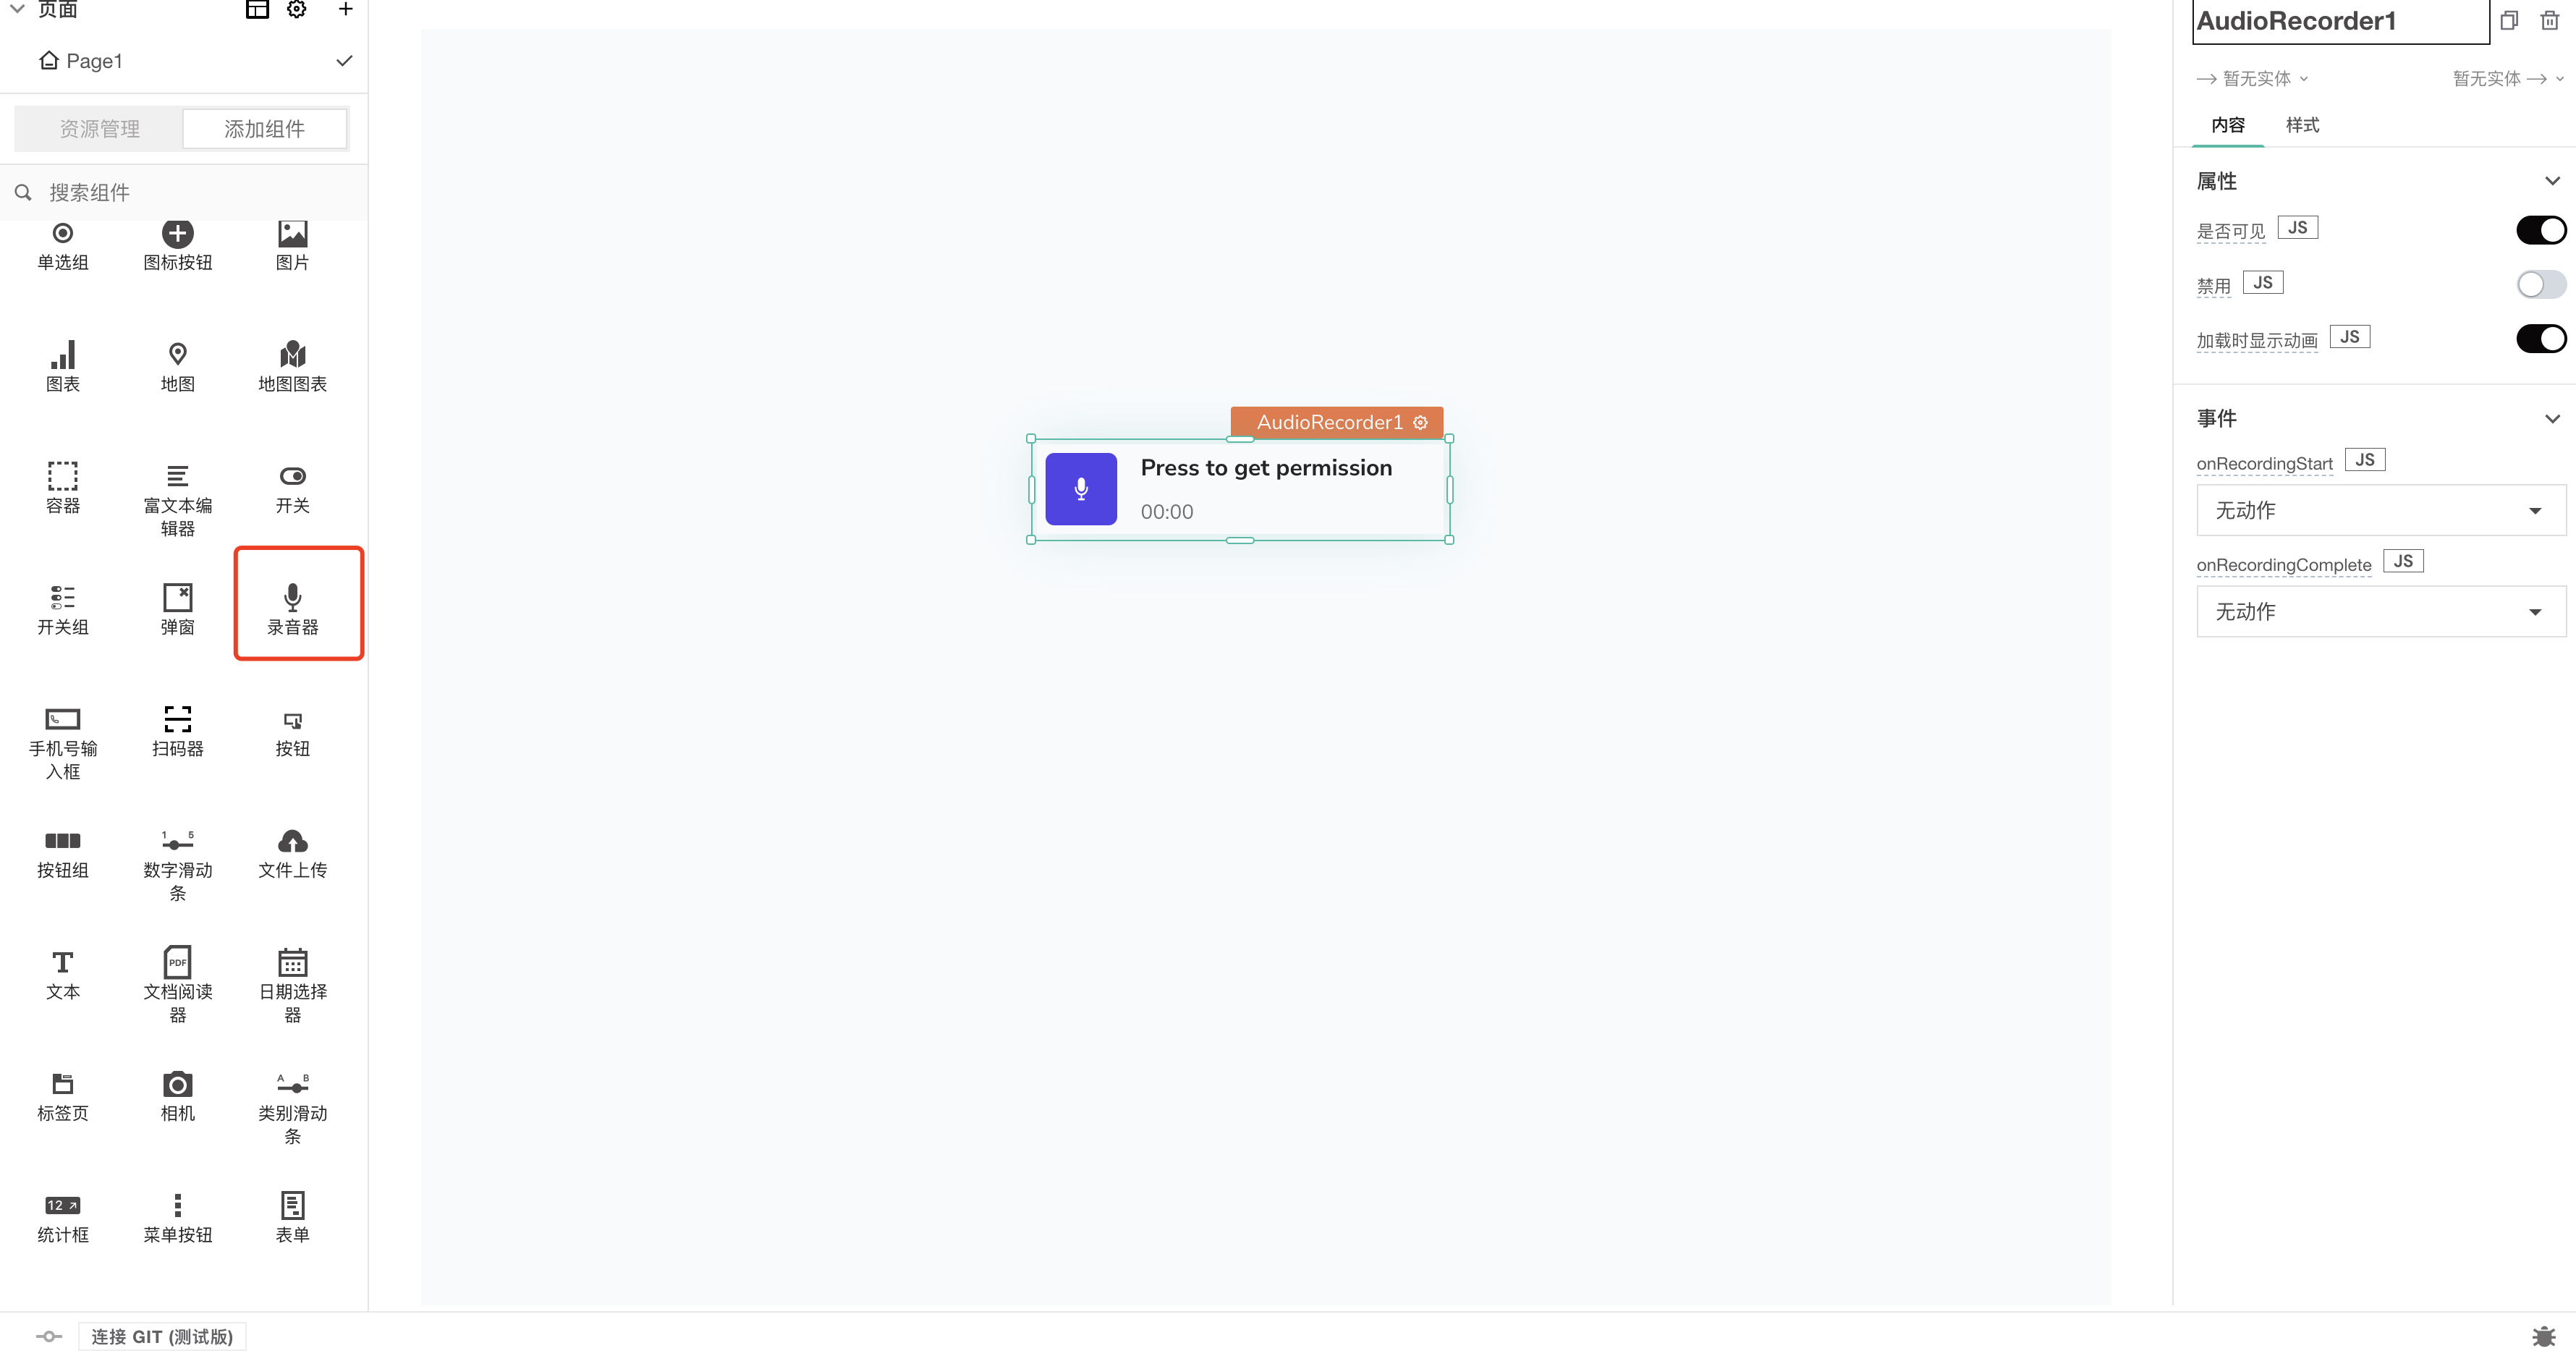 页面
Page1
资源管理
添加组件
搜索组件
单选组
图标按钮
图片
图表
地图
地图图表
容器
富文本编
辑器
开关
开关组
弹窗
录音器
手机号输
入框
扫码器
按钮
按钮组
1 5
数字滑动
条
文件上传
T
文本
PDF
文档阅读
器
日期选择
器
标签页
相机
A B
类别滑动
条
12
统计框
菜单按钮
表单
连接 GIT (测试版)
AudioRecorder1
Press to get permission
00:00
AudioRecorder1
暂无实体
暂无实体
内容
样式
属性
是否可见 JS
禁用 JS
加载时显示动画 JS
事件
onRecordingStart JS
无动作
onRecordingComplete JS
无动作